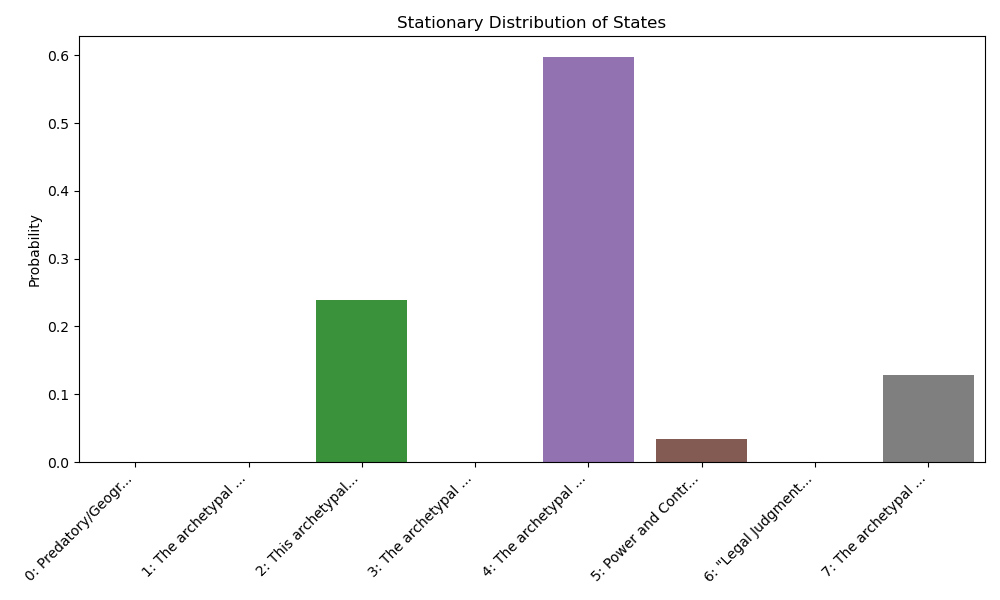 Stationary Distribution of States
Probability
0.6
0.5
0.4
0.3
0.2
0.1
0.0
0: Predatory/Geogr...
1: The archetypal ...
2: This archetypal...
3: The archetypal ...
4: The archetypal ...
5: Power and Contr...
6: "Legal Judgment...
7: The archetypal ...